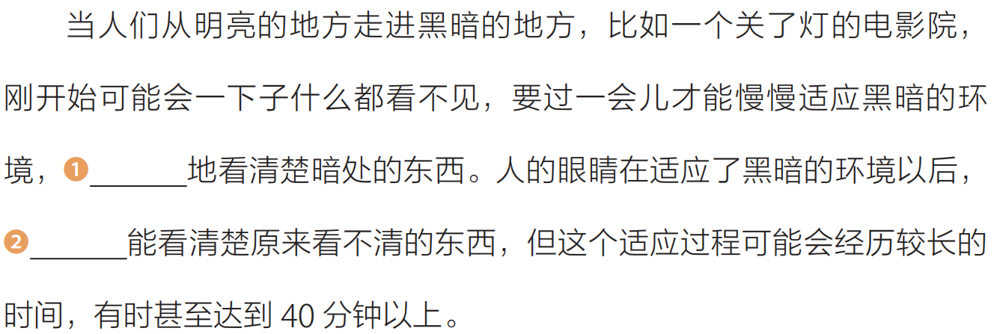 当人们从明亮的地方走进黑暗的地方，比如一个关了灯的电影院，
刚开始可能会一下子什么都看不见，要过一会儿才能慢慢适应黑暗的环
境，❶______地看清楚暗处的东西。人的眼睛在适应了黑暗的环境以后，
❷______能看清楚原来看不清的东西，但这个适应过程可能会经历较长的
时间，有时甚至达到 40 分钟以上。